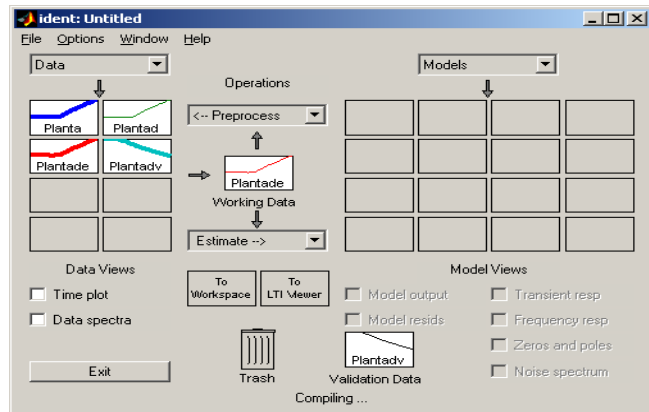 ident: Untitled
File Options Window Help
Data
Models
Operations
Planta Plantad
<-- Preprocess
Plantade Plantadv
Plantade
Working Data
Estimate -->
Data Views
Model Views
To Workspace
To LTI Viewer
Time plot
Model output
Transient resp
Data spectra
Model resids
Frequency resp
Zeros and poles
Plantadv
Exit
Trash
Validation Data
Noise spectrum
Compiling ...